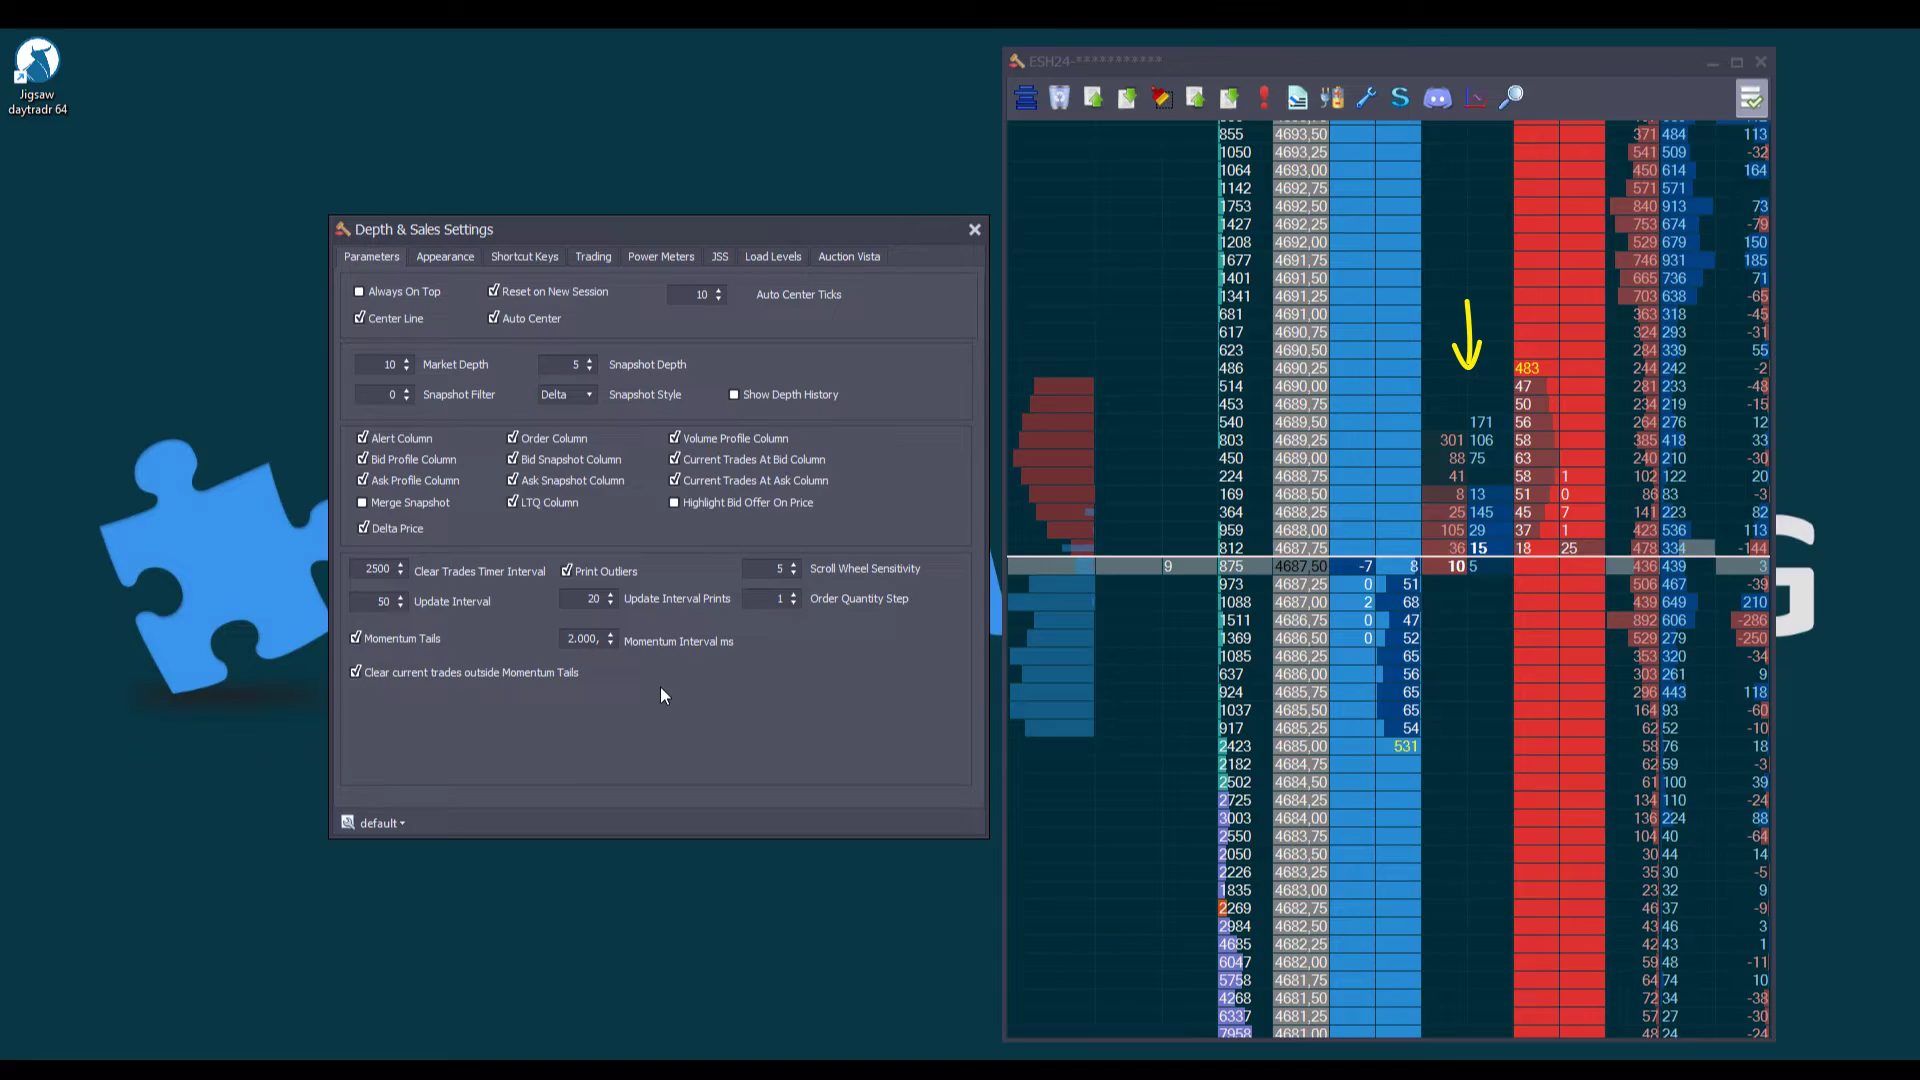 Jigsaw
daytradr 64
Depth & Sales Settings
Parameters Appearance Shortcut Keys Trading Power Meters JSS Load Levels Auction Vista
Always On Top Reset on New Session 10 Auto Center Ticks
Center Line Auto Center
10 Market Depth 5 Snapshot Depth
0 Snapshot Filter Delta Snapshot Style Show Depth History
Alert Column Order Column Volume Profile Column
Bid Profile Column Bid Snapshot Column Current Trades At Bid Column
Ask Profile Column Ask Snapshot Column Current Trades At Ask Column
Merge Snapshot LTQ Column Highlight Bid Offer On Price
Delta Price
2500 Clear Trades Timer Interval Print Outliers 5 Scroll Wheel Sensitivity
50 Update Interval 20 Update Interval Prints 1 Order Quantity Step
Momentum Tails 2.000, Momentum Interval ms
Clear current trades outside Momentum Tails
default
ESH24-***********
855 4693,50 371 484 113
1050 4693,25 541 509 -32
1064 4693,00 450 614 164
1142 4692,75 571 571
1753 4692,50 840 913 73
1427 4692,25 753 674 -79
1208 4692,00 529 679 150
1677 4691,75 746 931 185
1401 4691,50 665 736 71
1341 4691,25 703 638 -65
681 4691,00 363 318 -45
617 4690,75 324 293 -31
623 4690,50 284 339 55
486 4690,25 483 244 242 -2
514 4690,00 47 281 233 -48
453 4689,75 50 234 219 -15
540 4689,50 171 56 264 276 12
803 4689,25 301 106 58 385 418 33
450 4689,00 88 75 63 240 210 -30
224 4688,75 41 58 1 102 122 20
169 4688,50 8 13 51 0 86 83 -3
364 4688,25 25 145 45 7 141 223 82
959 4688,00 105 29 37 1 423 536 113
812 4687,75 36 15 18 25 478 334 -144
9 875 4687,50 -7 8 10 5 436 439 3
973 4687,25 0 51 506 467 -39
1088 4687,00 2 68 439 649 210
1511 4686,75 0 47 892 606 -286
1369 4686,50 0 52 529 279 -250
1085 4686,25 65 353 320 -34
637 4686,00 56 303 261 9
924 4685,75 65 296 443 118
1037 4685,50 65 164 93 -60
917 4685,25 54 62 52 -10
2423 4685,00 531 58 76 18
2182 4684,75 62 59 -3
2502 4684,50 61 100 39
2725 4684,25 134 110 -24
3003 4684,00 136 224 88
2550 4683,75 104 40 -64
2050 4683,50 30 44 14
2226 4683,25 35 30 -5
1835 4683,00 23 32 9
2269 4682,75 46 37 -9
2984 4682,50 43 46 3
4685 4682,25 42 43 1
6047 4682,00 59 48 -11
5758 4681,75 64 74 10
4268 4681,50 72 34 -38
6337 4681,25 57 27 -30
7958 4681,00 48 24 -24
G